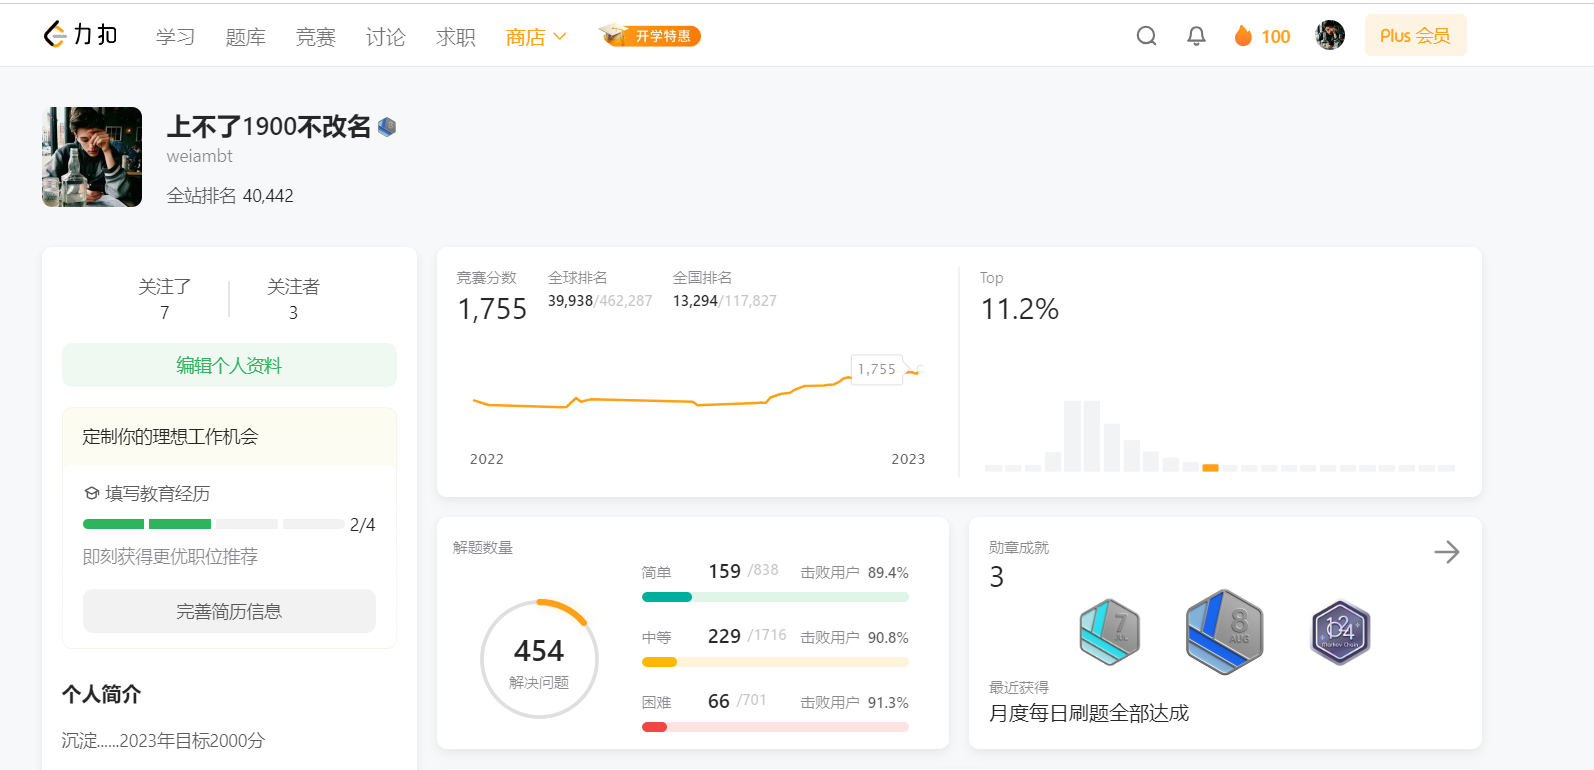 力扣 学习 题库 竞赛 讨论 求职 商店 开学特惠 100 Plus 会员
上不了1900不改名
weiambt
全站排名 40,442
关注了 关注者
7 3
编辑个人资料
定制你的理想工作机会
填写教育经历
2/4
即刻获得更优职位推荐
完善简历信息
个人简介
沉淀......2023年目标2000分
竞赛分数 全球排名 全国排名
1,755 39,938/462,287 13,294/117,827
1,755
2022 2023
Top
11.2%
解题数量
454
解决问题
简单 159 /838 击败用户 89.4%
中等 229 /1716 击败用户 90.8%
困难 66 /701 击败用户 91.3%
勋章成就
3
7 JUL
8 AUG
1024 Markov Chain
最近获得
月度每日刷题全部达成